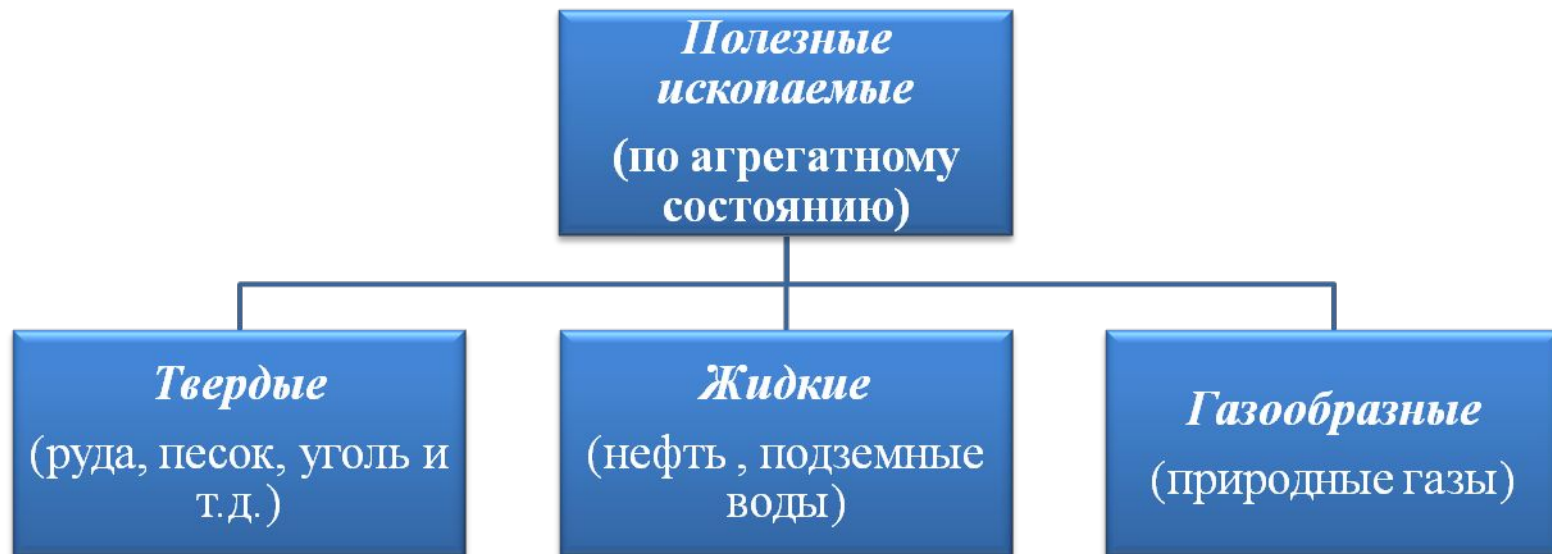 Полезные
ископаемые
(по агрегатному
состоянию)
Твердые
(руда, песок, уголь и
т.д.)
Жидкие
(нефть , подземные
воды)
Газообразные
(природные газы)